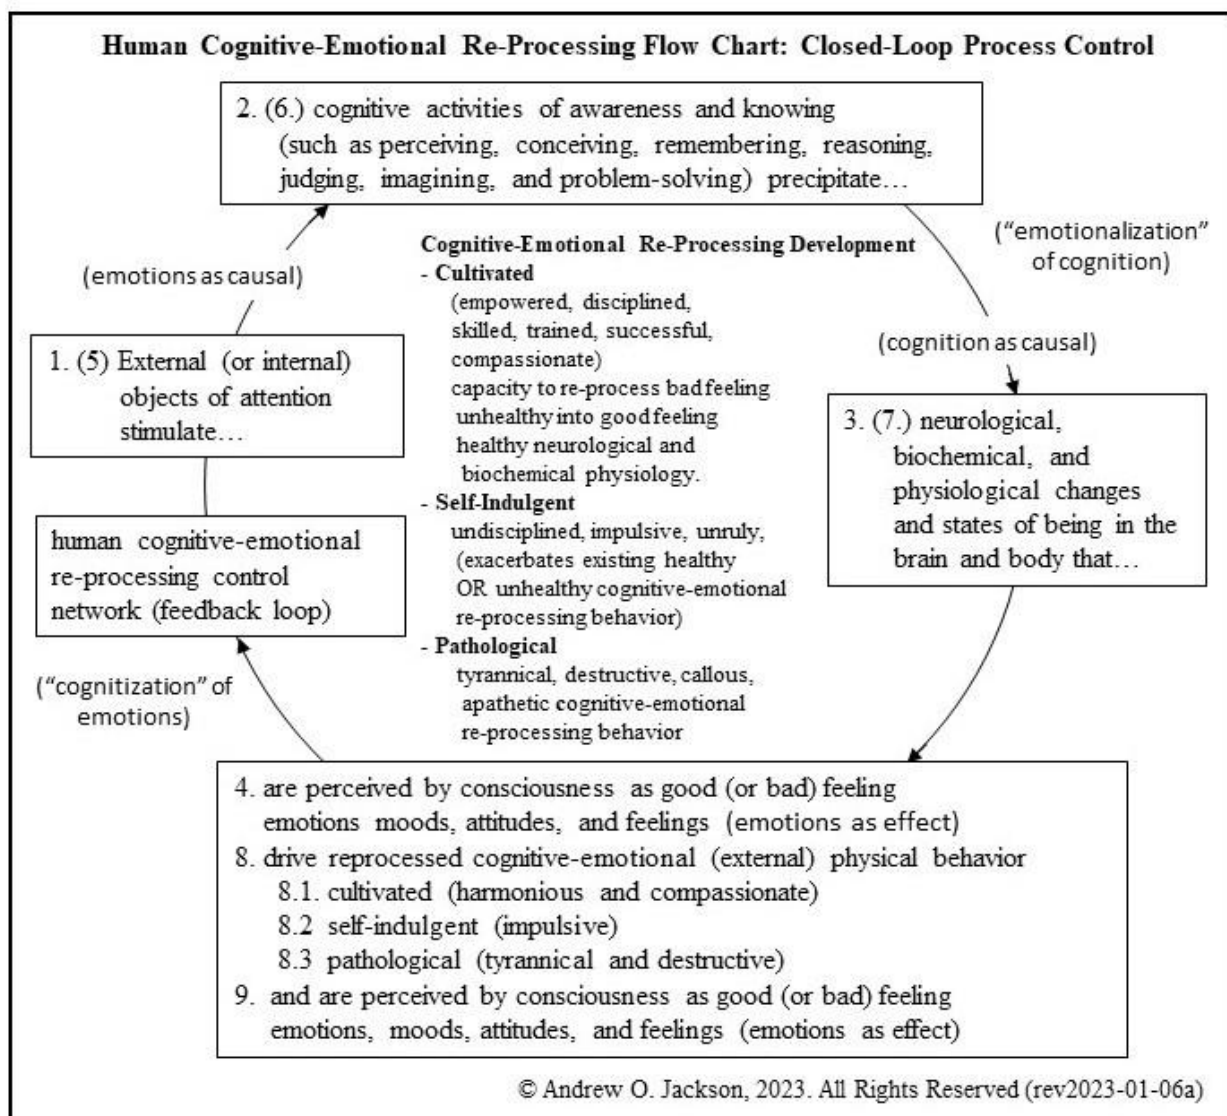 Human Cognitive-Emotional Re-Processing Flow Chart: Closed-Loop Process Control
2. (6.) cognitive activities of awareness and knowing
(such as perceiving, conceiving, remembering, reasoning,
judging, imagining, and problem-solving) precipitate…
(“emotionalization”
of cognition)
(cognition as causal)
3. (7.) neurological,
biochemical, and
physiological changes
and states of being in the
brain and body that…
4. are perceived by consciousness as good (or bad) feeling
emotions moods, attitudes, and feelings (emotions as effect)
8. drive reprocessed cognitive-emotional (external) physical behavior
8.1. cultivated (harmonious and compassionate)
8.2 self-indulgent (impulsive)
8.3 pathological (tyrannical and destructive)
9. and are perceived by consciousness as good (or bad) feeling
emotions, moods, attitudes, and feelings (emotions as effect)
(“cognitization” of
emotions)
human cognitive-emotional
re-processing control
network (feedback loop)
1. (5) External (or internal)
objects of attention
stimulate…
(emotions as causal)
Cognitive-Emotional Re-Processing Development
- Cultivated
(empowered, disciplined,
skilled, trained, successful,
compassionate)
capacity to re-process bad feeling
unhealthy into good feeling
healthy neurological and
biochemical physiology.
- Self-Indulgent
undisciplined, impulsive, unruly,
(exacerbates existing healthy
OR unhealthy cognitive-emotional
re-processing behavior)
- Pathological
tyrannical, destructive, callous,
apathetic cognitive-emotional
re-processing behavior
© Andrew O. Jackson, 2023. All Rights Reserved (rev2023-01-06a)